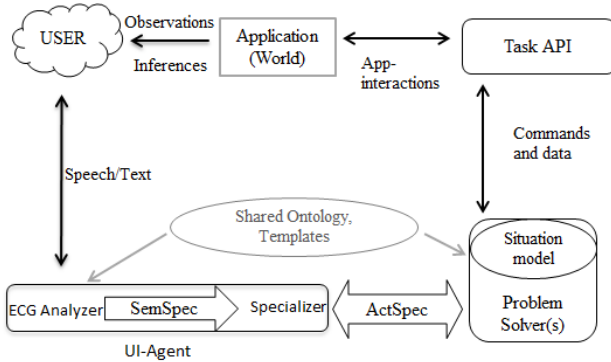 Observations
USER
Inferences
Application
(World)
App-
interactions
Task API
Speech/Text
Commands
and data
Shared Ontology,
Templates
Situation
model
ECG Analyzer
SemSpec
Specializer
ActSpec
Problem
Solver(s)
UI-Agent